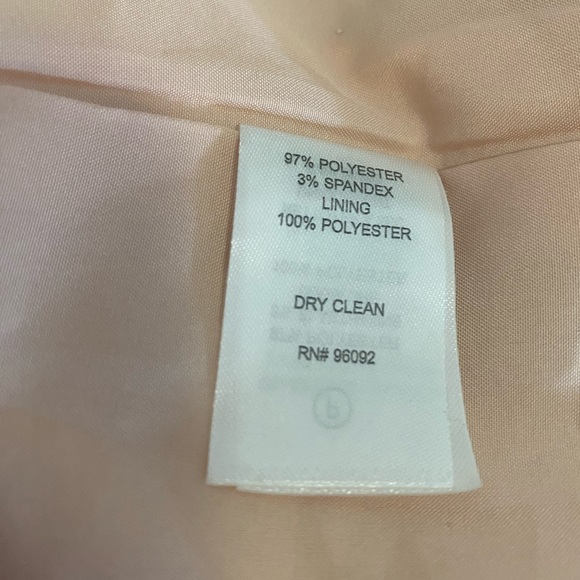 97% POLYESTER
3% SPANDEX
LINING
100% POLYESTER
DRY CLEAN
RN# 96092